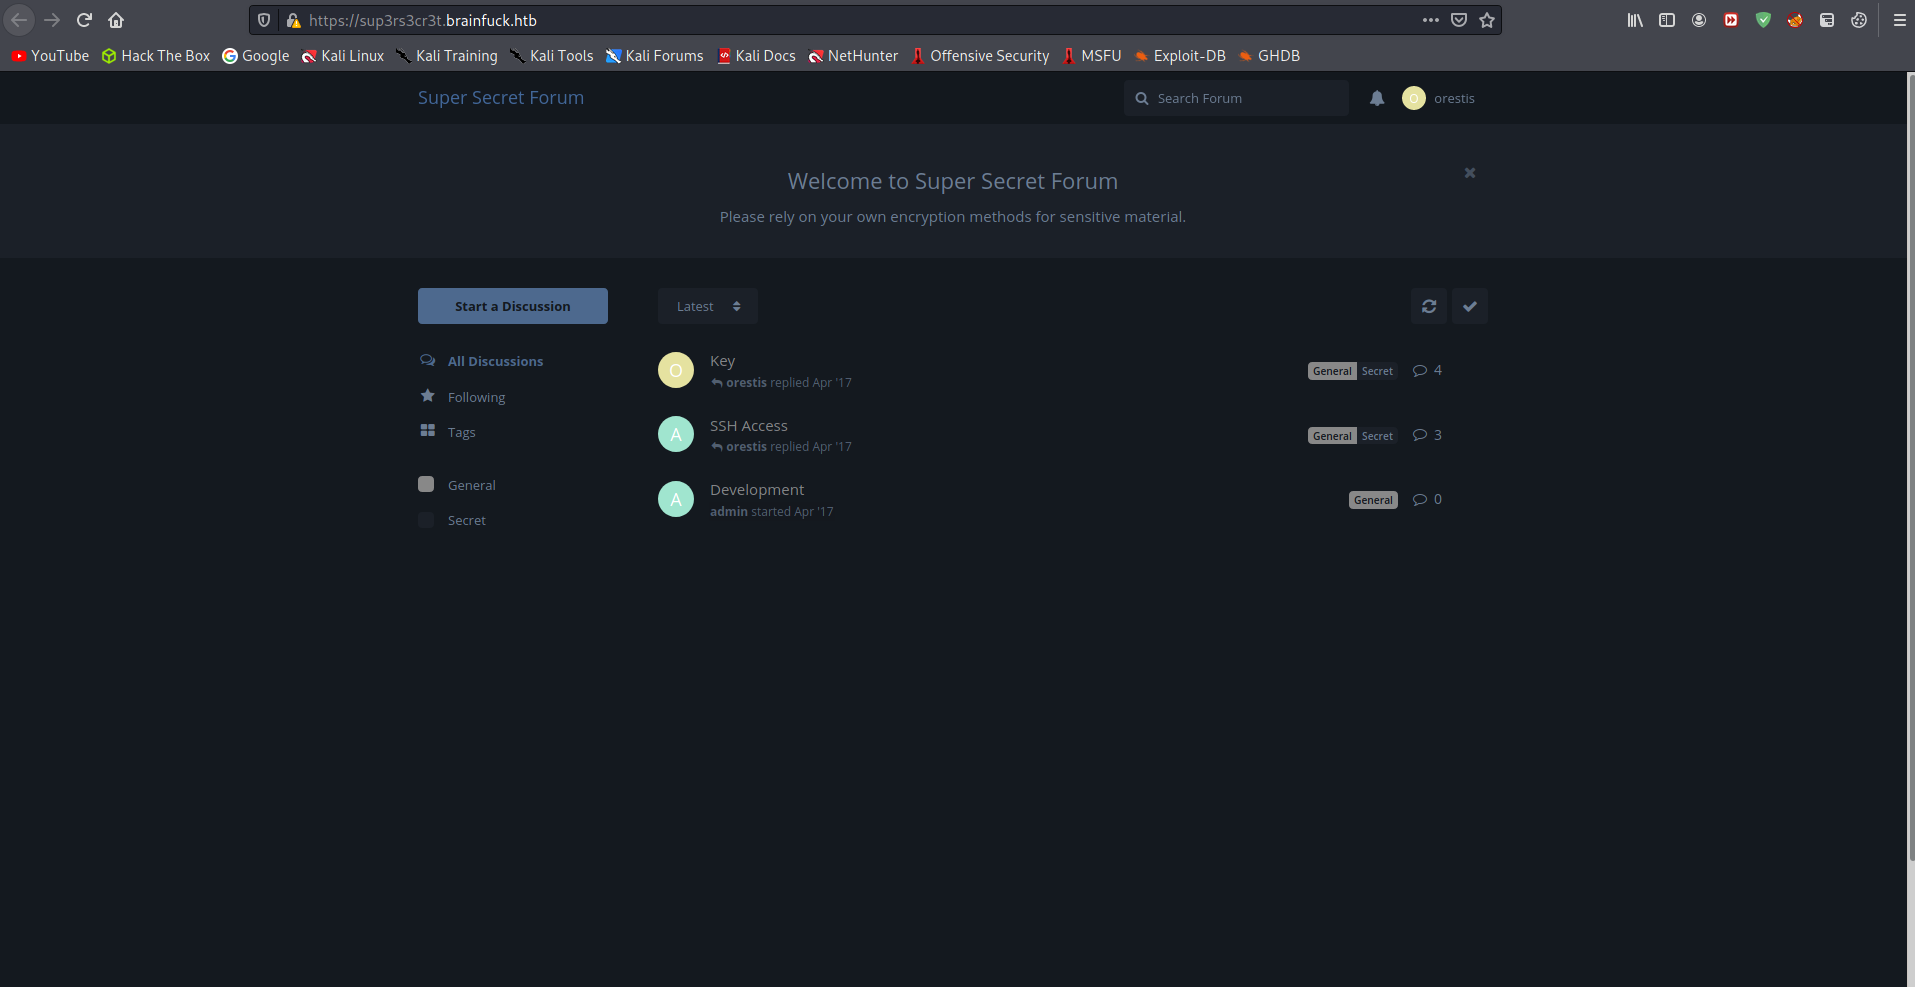 https://sup3rs3cr3t.brainfuck.htb
YouTube Hack The Box Google Kali Linux Kali Training Kali Tools Kali Forums Kali Docs NetHunter Offensive Security MSFU Exploit-DB GHDB
Super Secret Forum Search Forum O orestis
Welcome to Super Secret Forum
Please rely on your own encryption methods for sensitive material.
Start a Discussion Latest
All Discussions
Following
Tags
General
Secret
O Key General Secret 4
orestis replied Apr '17
A SSH Access General Secret 3
orestis replied Apr '17
A Development General 0
admin started Apr '17